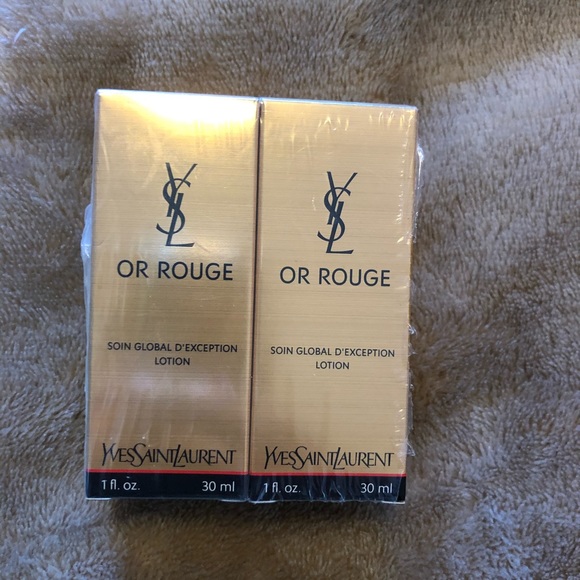 YSL
OR ROUGE
SOIN GLOBAL D'EXCEPTION
LOTION
YVESSAINTLAURENT
1 fl. oz. 30 ml
YSL
OR ROUGE
SOIN GLOBAL D'EXCEPTION
LOTION
YVESSAINTLAURENT
1 fl. oz. 30 ml